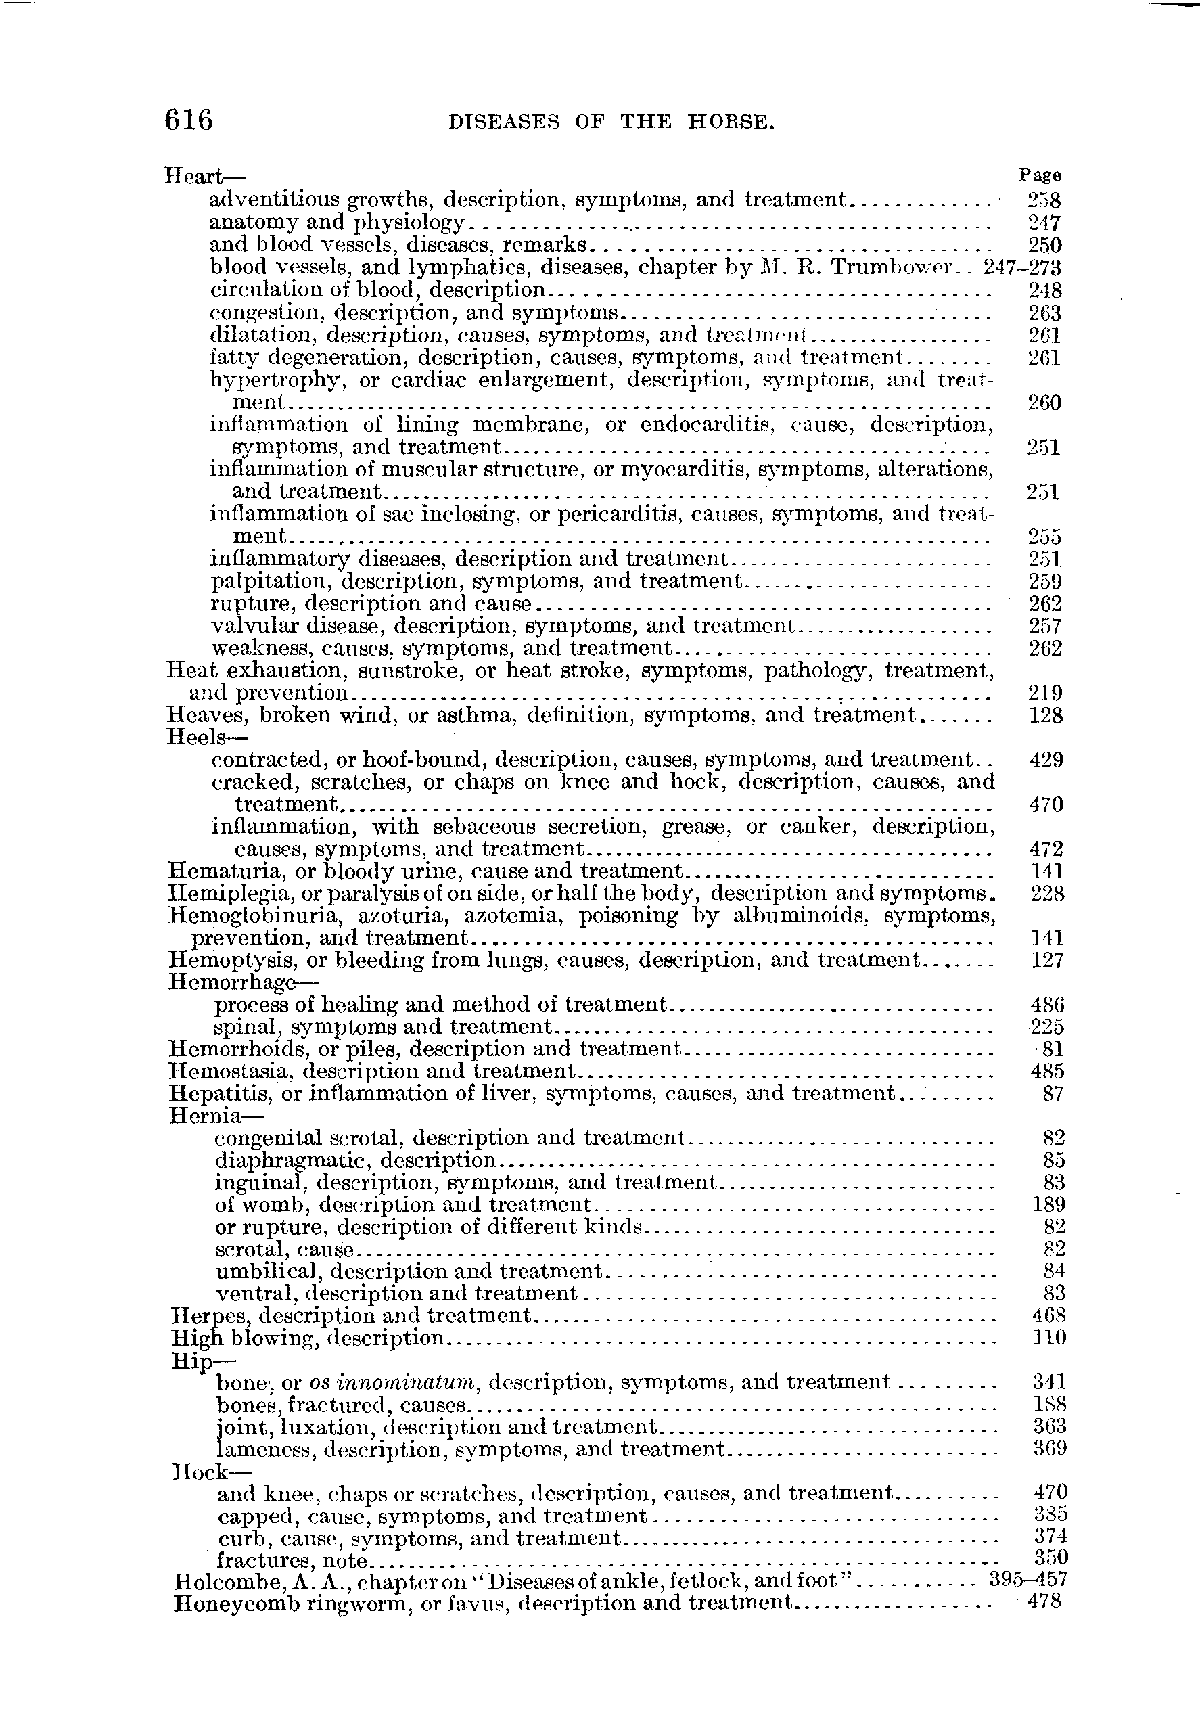 616 DISEASES OF THE HORSE.
Heart— Page
adventitious growths, description, symptoms, and treatment............. 258
anatomy and physiology................................................ 247
and blood vessels, diseases, remarks..................................... 250
blood vessels, and lymphatics, diseases, chapter by M. R. Trumbower.. 247–273
circulation of blood, description........................................ 248
congestion, description, and symptoms.................................. 263
dilatation, description, causes, symptoms, and treatment................. 261
fatty degeneration, description, causes, symptoms, and treatment........ 261
hypertrophy, or cardiac enlargement, description, symptoms, and treat-
ment................................................................ 260
inflammation of lining membrane, or endocarditis, cause, description,
symptoms, and treatment............................................ 251
inflammation of muscular structure, or myocarditis, symptoms, alterations,
and treatment....................................................... 251
inflammation of sac inclosing, or pericarditis, causes, symptoms, and treat-
ment................................................................ 255
inflammatory diseases, description and treatment........................ 251
palpitation, description, symptoms, and treatment....................... 259
rupture, description and cause.......................................... 262
valvular disease, description, symptoms, and treatment.................. 257
weakness, causes, symptoms, and treatment............................. 262
Heat exhaustion, sunstroke, or heat stroke, symptoms, pathology, treatment,
and prevention.......................................................... 219
Heaves, broken wind, or asthma, definition, symptoms, and treatment....... 128
Heels—
contracted, or hoof-bound, description, causes, symptoms, and treatment.. 429
cracked, scratches, or chaps on knee and hock, description, causes, and
treatment........................................................... 470
inflammation, with sebaceous secretion, grease, or canker, description,
causes, symptoms, and treatment..................................... 472
Hematuria, or bloody urine, cause and treatment............................ 141
Hemiplegia, or paralysis of on side, or half the body, description and symptoms. 228
Hemoglobinuria, azoturia, azotemia, poisoning by albuminoids, symptoms,
prevention, and treatment................................................ 141
Hemoptysis, or bleeding from lungs, causes, description, and treatment....... 127
Hemorrhage—
process of healing and method of treatment.............................. 486
spinal, symptoms and treatment........................................ 225
Hemorrhoids, or piles, description and treatment............................ 81
Hemostasia, description and treatment...................................... 485
Hepatitis, or inflammation of liver, symptoms, causes, and treatment......... 87
Hernia—
congenital scrotal, description and treatment............................ 82
diaphragmatic, description.............................................. 85
inguinal, description, symptoms, and treatment......................... 83
of womb, description and treatment.................................... 189
or rupture, description of different kinds................................ 82
scrotal, cause........................................................... 82
umbilical, description and treatment................................... 84
ventral, description and treatment...................................... 83
Herpes, description and treatment.......................................... 468
High blowing, description.................................................. 110
Hip—
bone, or os innominatum, description, symptoms, and treatment.......... 341
bones, fractured, causes................................................. 188
joint, luxation, description and treatment............................... 363
lameness, description, symptoms, and treatment......................... 369
Hock—
and knee, chaps or scratches, description, causes, and treatment.......... 470
capped, cause, symptoms, and treatment................................ 385
curb, cause, symptoms, and treatment................................... 374
fractures, note.......................................................... 350
Holcombe, A. A., chapter on "Diseases of ankle, fetlock, and foot"........... 395–457
Honeycomb ringworm, or favus, description and treatment................... 478